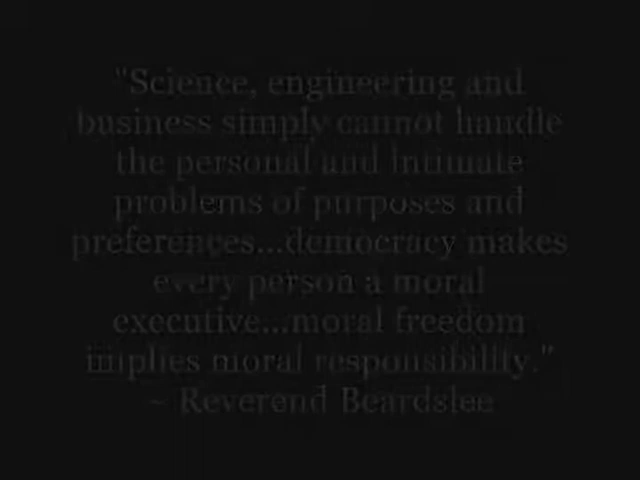 "Science, engineering and
business simply cannot handle
the personal and intimate
problems of purposes and
preferences...democracy makes
every person a moral
executive...moral freedom
implies moral responsibility."
~ Reverend Beardslee